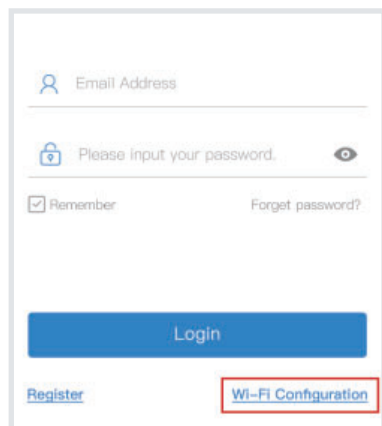 Email Address
Please input your password.
Remember Forget password?
Login
Register Wi-Fi Configuration